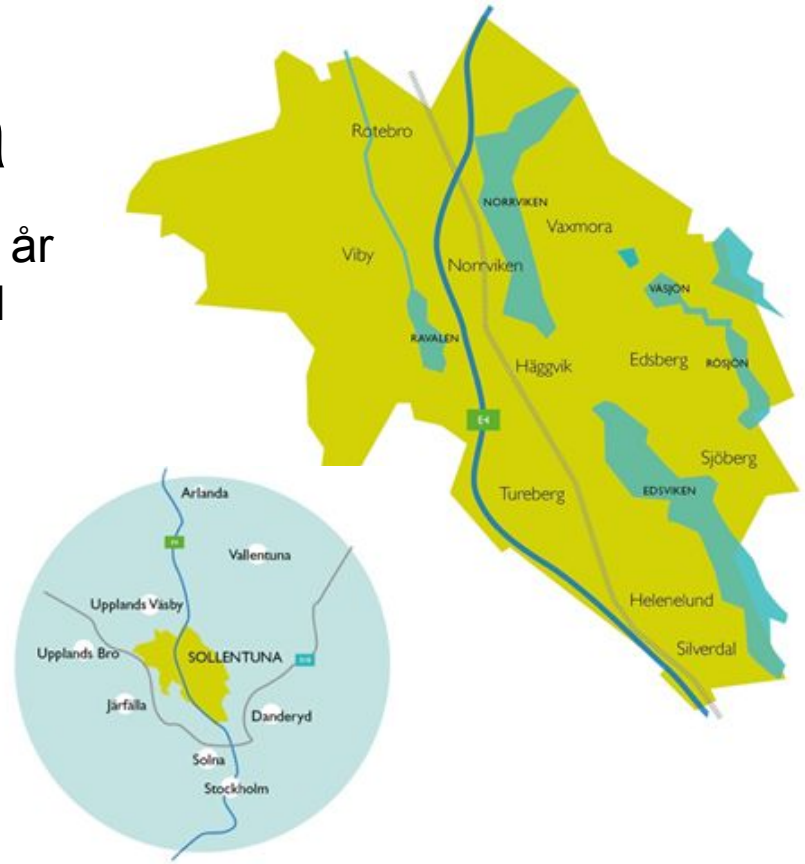 a
år
Rotebro
NORRVIKEN
Vaxmora
Viby
Norrviken
VÄSJÖN
RAVALEN
Häggvik
Edsberg
RÖSJÖN
E4
Sjöberg
EDSVIKEN
Tureberg
Helenelund
Silverdal
Arlanda
Vallentuna
Upplands Väsby
Upplands Bro
SOLLENTUNA
Järfälla
Danderyd
Solna
Stockholm